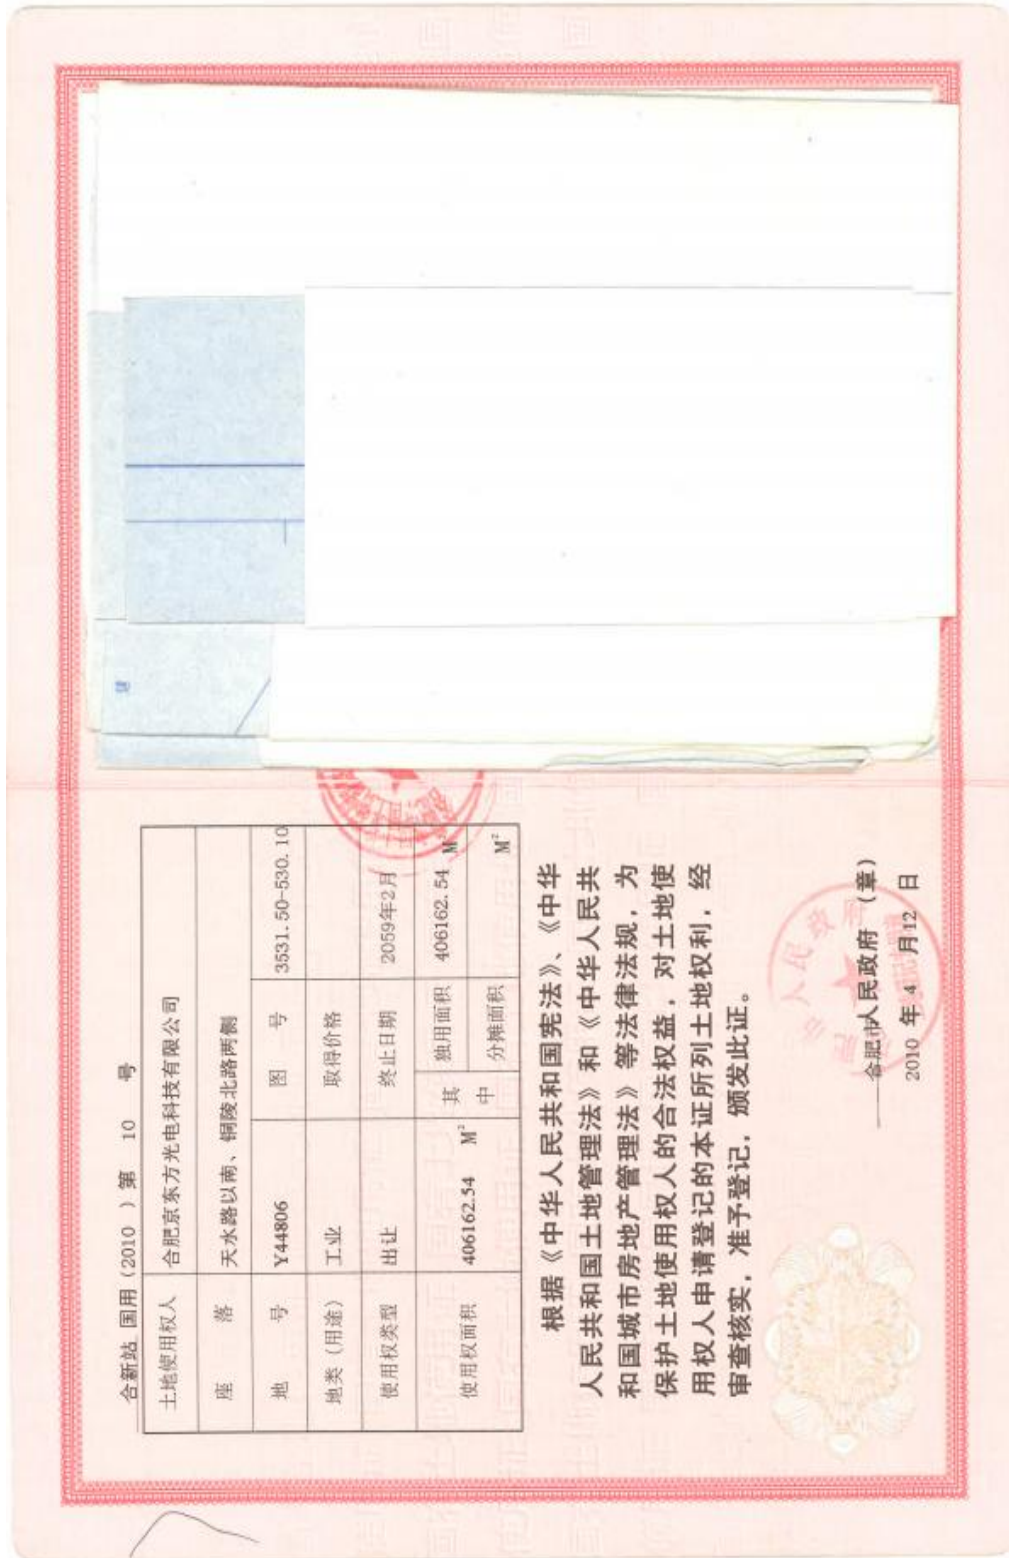 合新站 国用（2010 ）第 10 号
土地使用权人 合肥京东方光电科技有限公司
座 落 天水路以南、铜陵北路两侧
地 号 Y44806 图 号 3531.50-530.10
地类（用途） 工业 取得价格
使用权类型 出让 终止日期 2059年2月
使用权面积 406162.54 M² 其中 独用面积 406162.54 M²
分摊面积 M²
根据《中华人民共和国宪法》、《中华
人民共和国土地管理法》和《中华人民共
和国城市房地产管理法》等法律法规，为
保护土地使用权人的合法权益，对土地使
用权人申请登记的本证所列土地权利，经
审查核实，准予登记，颁发此证。
合肥市人民政府（章）
2010 年 4 月12 日